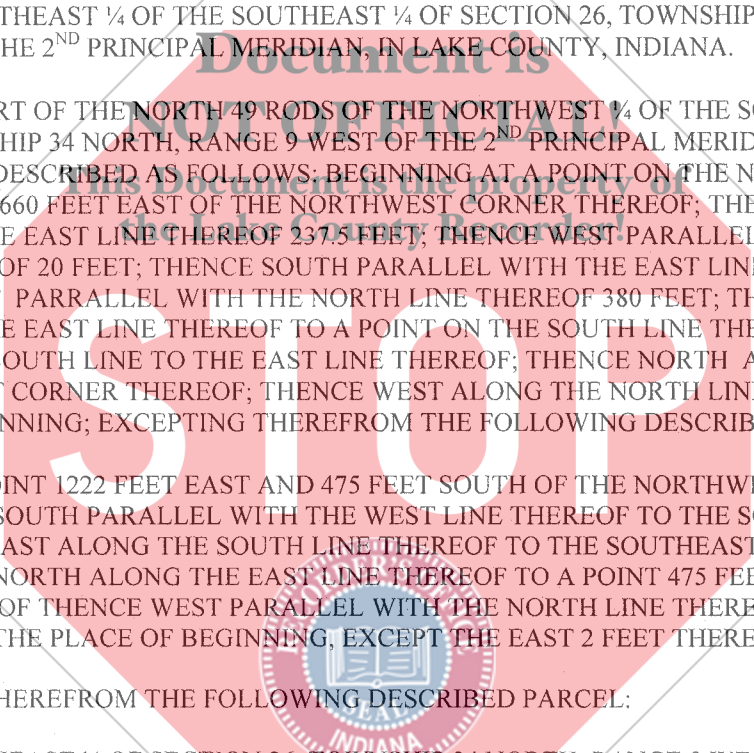 THEAST ¼ OF THE SOUTHEAST ¼ OF SECTION 26, TOWNSHIP
HE 2ND PRINCIPAL MERIDIAN, IN LAKE COUNTY, INDIANA.
Document is
RT OF THE NORTH 49 RODS OF THE NORTHWEST ¼ OF THE S
NOT OFFICIAL!
HIP 34 NORTH, RANGE 9 WEST OF THE 2ND PRINCIPAL MERID
DESCRIBED AS FOLLOWS: BEGINNING AT A POINT ON THE N
This Document is the property of
660 FEET EAST OF THE NORTHWEST CORNER THEREOF; THE
the Lake County Recorder!
E EAST LINE THEREOF 237.5 FEET; THENCE WEST PARALLEL
OF 20 FEET; THENCE SOUTH PARALLEL WITH THE EAST LIN
PARRALLEL WITH THE NORTH LINE THEREOF 380 FEET; TH
E EAST LINE THEREOF TO A POINT ON THE SOUTH LINE THE
OUTH LINE TO THE EAST LINE THEREOF; THENCE NORTH A
CORNER THEREOF; THENCE WEST ALONG THE NORTH LIN
NNING; EXCEPTING THEREFROM THE FOLLOWING DESCRIB
STOP
INT 1222 FEET EAST AND 475 FEET SOUTH OF THE NORTHW
SOUTH PARALLEL WITH THE WEST LINE THEREOF TO THE S
AST ALONG THE SOUTH LINE THEREOF TO THE SOUTHEAST
NORTH ALONG THE EAST LINE THEREOF TO A POINT 475 FEE
OF THENCE WEST PARALLEL WITH THE NORTH LINE THERE
THE PLACE OF BEGINNING, EXCEPT THE EAST 2 FEET THERE
HEREFROM THE FOLLOWING DESCRIBED PARCEL:
RECORDER'S OFFICE
SEAL
INDIANA